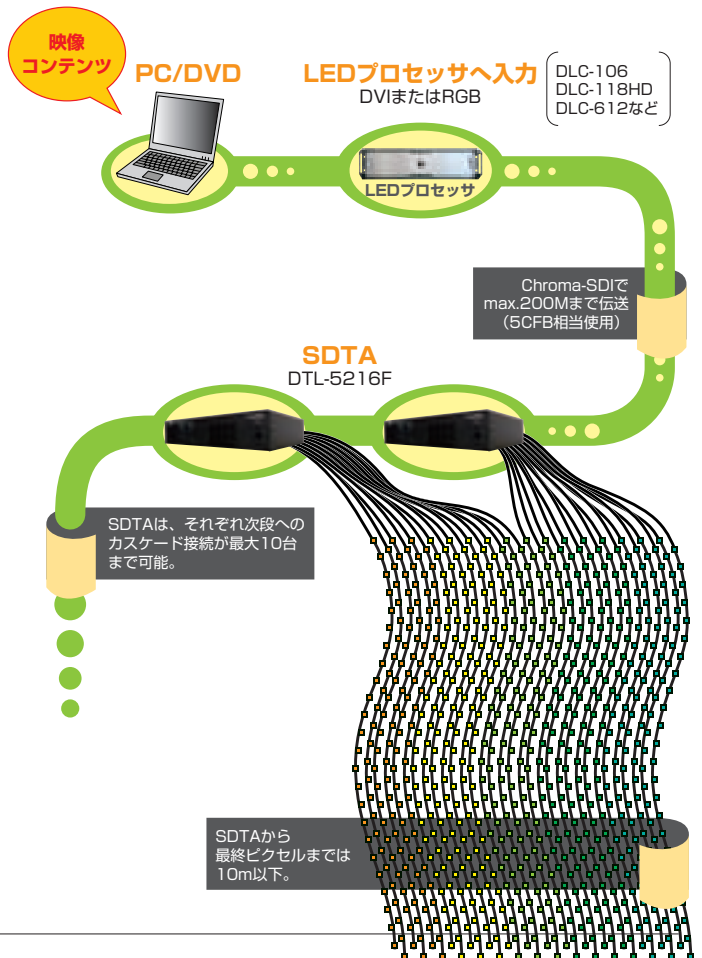 映像
コンテンツ
PC/DVD
LEDプロセッサへ入力
DVIまたはRGB
DLC-106
DLC-118HD
DLC-612など
LEDプロセッサ
Chroma-SDIで
max.200Mまで伝送
（5CFB相当使用）
SDTA
DTL-5216F
SDTAは、それぞれ次段への
カスケード接続が最大10台
まで可能。
SDTAから
最終ピクセルまでは
10m以下。